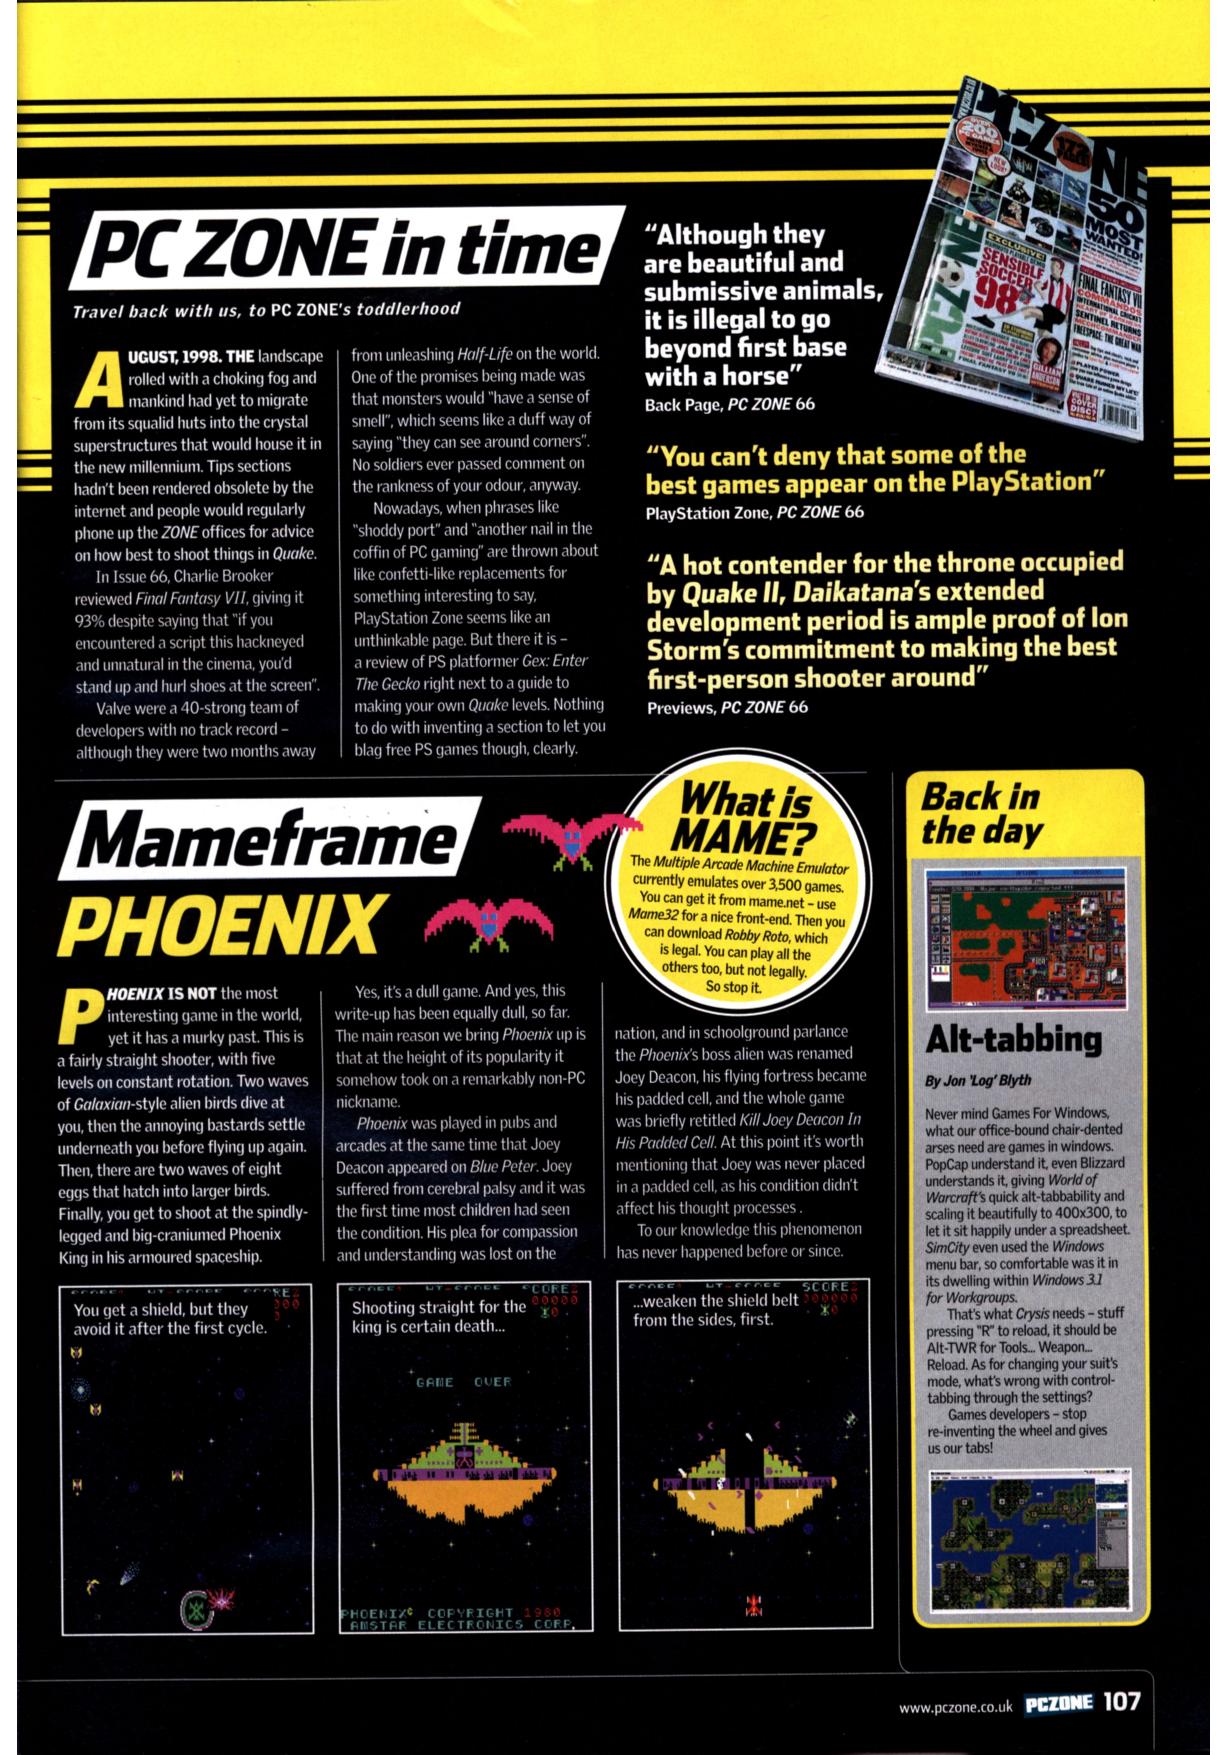 PC ZONE in time
Travel back with us, to PC ZONE's toddlerhood
AUGUST, 1998. THE landscape
rolled with a choking fog and
mankind had yet to migrate
from its squalid huts into the crystal
superstructures that would house it in
the new millennium. Tips sections
hadn't been rendered obsolete by the
internet and people would regularly
phone up the ZONE offices for advice
on how best to shoot things in Quake.
In Issue 66, Charlie Brooker
reviewed Final Fantasy VII, giving it
93% despite saying that "if you
encountered a script this hackneyed
and unnatural in the cinema, you'd
stand up and hurl shoes at the screen".
Valve were a 40-strong team of
developers with no track record –
although they were two months away
from unleashing Half-Life on the world.
One of the promises being made was
that monsters would "have a sense of
smell", which seems like a duff way of
saying "they can see around corners".
No soldiers ever passed comment on
the rankness of your odour, anyway.
Nowadays, when phrases like
"shoddy port" and "another nail in the
coffin of PC gaming" are thrown about
like confetti-like replacements for
something interesting to say,
PlayStation Zone seems like an
unthinkable page. But there it is –
a review of PS platformer Gex: Enter
The Gecko right next to a guide to
making your own Quake levels. Nothing
to do with inventing a section to let you
blag free PS games though, clearly.
"Although they
are beautiful and
submissive animals,
it is illegal to go
beyond first base
with a horse"
Back Page, PC ZONE 66
"You can't deny that some of the
best games appear on the PlayStation"
PlayStation Zone, PC ZONE 66
"A hot contender for the throne occupied
by Quake II, Daikatana's extended
development period is ample proof of Ion
Storm's commitment to making the best
first-person shooter around"
Previews, PC ZONE 66
PCZONE
200
NEW LOOK!
50
MOST
WANTED!
PCZONE
EXCLUSIVE!
SENSIBLE
SOCCER
98
GILLIAN
ANDERSON
FINAL FANTASY VII
COMMANDOS
INTERNATIONAL CRICKET
SENTINEL RETURNS
MECHCOMMANDER
FREESPACE: THE GREAT WAR
PLAYER POWER
COVER
DISC?
Mameframe
PHOENIX
PHOENIX IS NOT the most
interesting game in the world,
yet it has a murky past. This is
a fairly straight shooter, with five
levels on constant rotation. Two waves
of Galaxian-style alien birds dive at
you, then the annoying bastards settle
underneath you before flying up again.
Then, there are two waves of eight
eggs that hatch into larger birds.
Finally, you get to shoot at the spindly-
legged and big-craniumed Phoenix
King in his armoured spaceship.
Yes, it's a dull game. And yes, this
write-up has been equally dull, so far.
The main reason we bring Phoenix up is
that at the height of its popularity it
somehow took on a remarkably non-PC
nickname.
Phoenix was played in pubs and
arcades at the same time that Joey
Deacon appeared on Blue Peter. Joey
suffered from cerebral palsy and it was
the first time most children had seen
the condition. His plea for compassion
and understanding was lost on the
nation, and in schoolground parlance
the Phoenix's boss alien was renamed
Joey Deacon, his flying fortress became
his padded cell, and the whole game
was briefly retitled Kill Joey Deacon In
His Padded Cell. At this point it's worth
mentioning that Joey was never placed
in a padded cell, as his condition didn't
affect his thought processes .
To our knowledge this phenomenon
has never happened before or since.
What is
MAME?
The Multiple Arcade Machine Emulator
currently emulates over 3,500 games.
You can get it from mame.net – use
Mame32 for a nice front-end. Then you
can download Robby Roto, which
is legal. You can play all the
others too, but not legally.
So stop it.
You get a shield, but they
avoid it after the first cycle.
SCORE2
00000
Shooting straight for the
king is certain death...
GAME OVER
PHOENIX© COPYRIGHT 1980
AMSTAR ELECTRONICS CORP.
SCORE2
...weaken the shield belt
from the sides, first.
Back in
the day
Alt-tabbing
By Jon 'Log' Blyth
Never mind Games For Windows,
what our office-bound chair-dented
arses need are games in windows.
PopCap understand it, even Blizzard
understands it, giving World of
Warcraft's quick alt-tabbability and
scaling it beautifully to 400x300, to
let it sit happily under a spreadsheet.
SimCity even used the Windows
menu bar, so comfortable was it in
its dwelling within Windows 3.1
for Workgroups.
That's what Crysis needs – stuff
pressing "R" to reload, it should be
Alt-TWR for Tools... Weapon...
Reload. As for changing your suit's
mode, what's wrong with control-
tabbing through the settings?
Games developers – stop
re-inventing the wheel and gives
us our tabs!
www.pczone.co.uk PCZONE 107